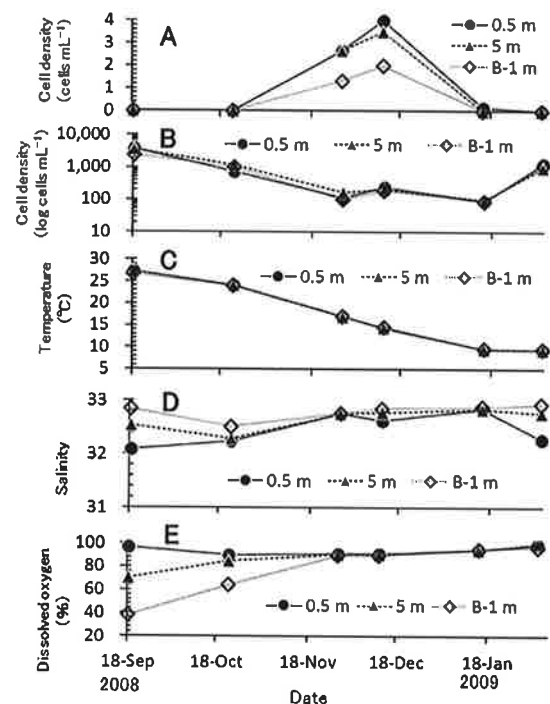 A
Cell density
(cells mL⁻¹)
4
3
2
1
0
0.5 m
5 m
B-1 m
B
Cell density
(log cells mL⁻¹)
10,000
1,000
100
10
0.5 m
5 m
B-1 m
C
Temperature
(°C)
30
25
20
15
10
5
0.5 m
5 m
B-1 m
D
Salinity
33
32
31
0.5 m
5 m
B-1 m
E
Dissolved oxygen
(%)
100
80
60
40
20
0.5 m
5 m
B-1 m
18-Sep
18-Oct
18-Nov
18-Dec
18-Jan
2008
2009
Date